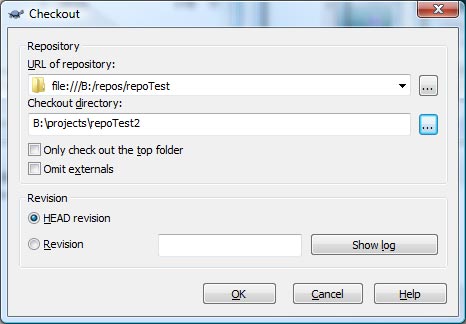 Checkout
Repository
URL of repository:
file:///B:/repos/repoTest
...
Checkout directory:
B:\projects\repoTest2
...
Only check out the top folder
Omit externals
Revision
HEAD revision
Revision
Show log
OK Cancel Help